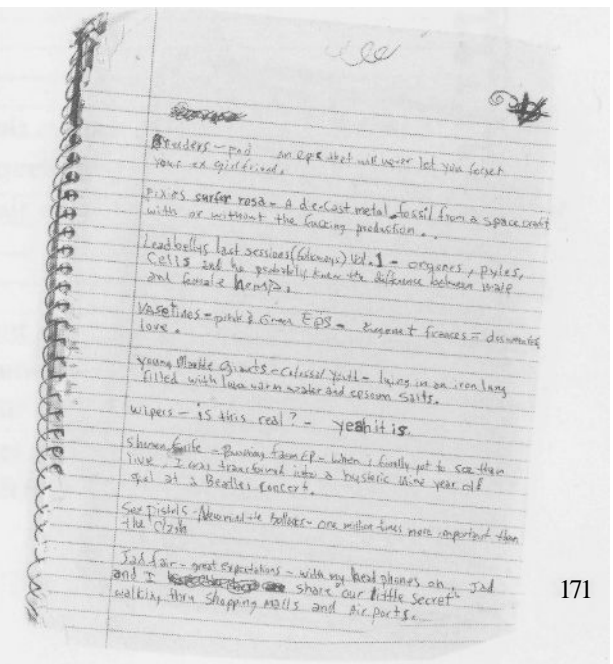 Breeders - pod an epic that will never let you forget
your ex girlfriend.
Pixies surfer rosa - A die-cast metal fossil from a space craft
with or without the fucking production..
Leadbellys last sessions (folkways) Vol. 1 - orgones, pyles,
Cells and he probably knew the difference between male
and female hemp.
Vaselines - pink & Green EPS - Eugene + frances =
love.
young Marble Giants - Colossal Youth - lying in an iron lung
filled with luke warm water and epsom salts.
wipers - is this real? - yeah it is.
shonen knife - Burning farm EP - when i finally got to see them
live, I was transformed into a hysteric nine year old
girl at a Beatles concert.
Sex Pistols - Nevermind the Bollocks - one million times more important than
the Clash
Jad fair - great expectations - with my head phones on, Jad
and I share our little secret
walking thru shopping malls and air ports.
171